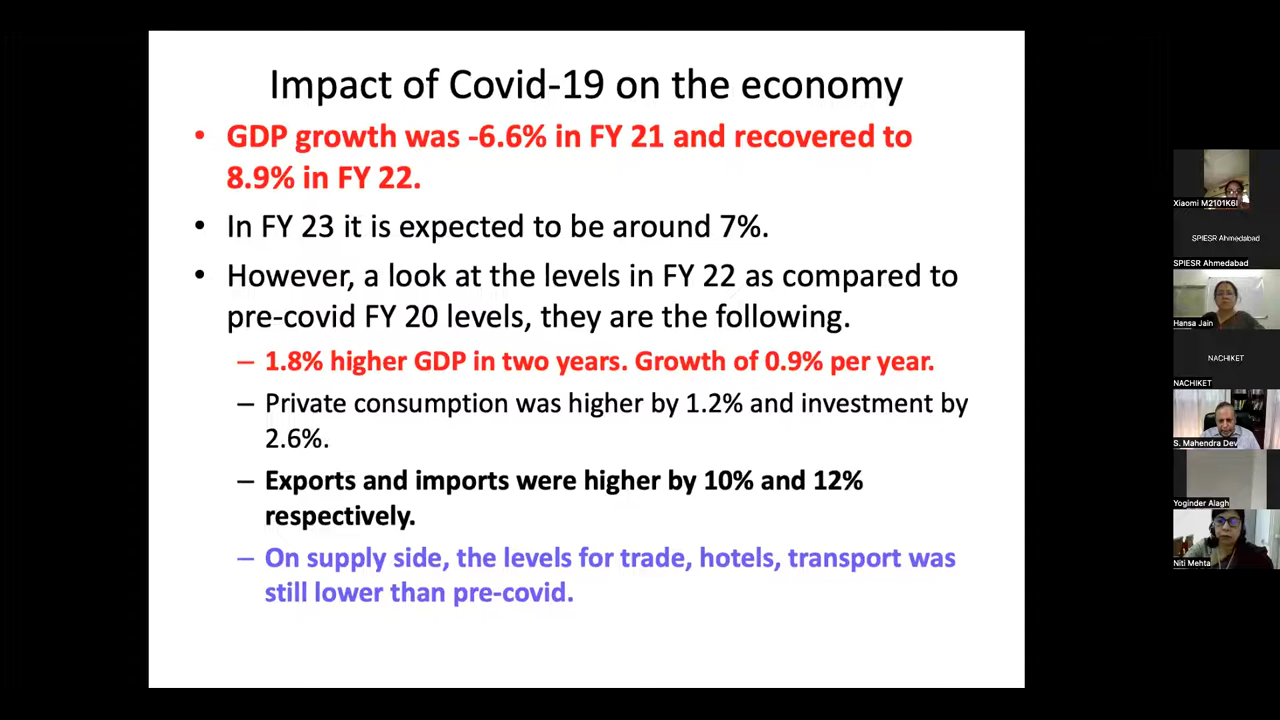 Impact of Covid-19 on the economy
• GDP growth was -6.6% in FY 21 and recovered to
8.9% in FY 22.
• In FY 23 it is expected to be around 7%.
• However, a look at the levels in FY 22 as compared to
pre-covid FY 20 levels, they are the following.
– 1.8% higher GDP in two years. Growth of 0.9% per year.
– Private consumption was higher by 1.2% and investment by
2.6%.
– Exports and imports were higher by 10% and 12%
respectively.
– On supply side, the levels for trade, hotels, transport was
still lower than pre-covid.
Xiaomi M2101K6I
SPIESR Ahmedabad
SPIESR Ahmedabad
Hansa Jain
NACHIKET
NACHIKET
S. Mahendra Dev
Yoginder Alagh
Niti Mehta